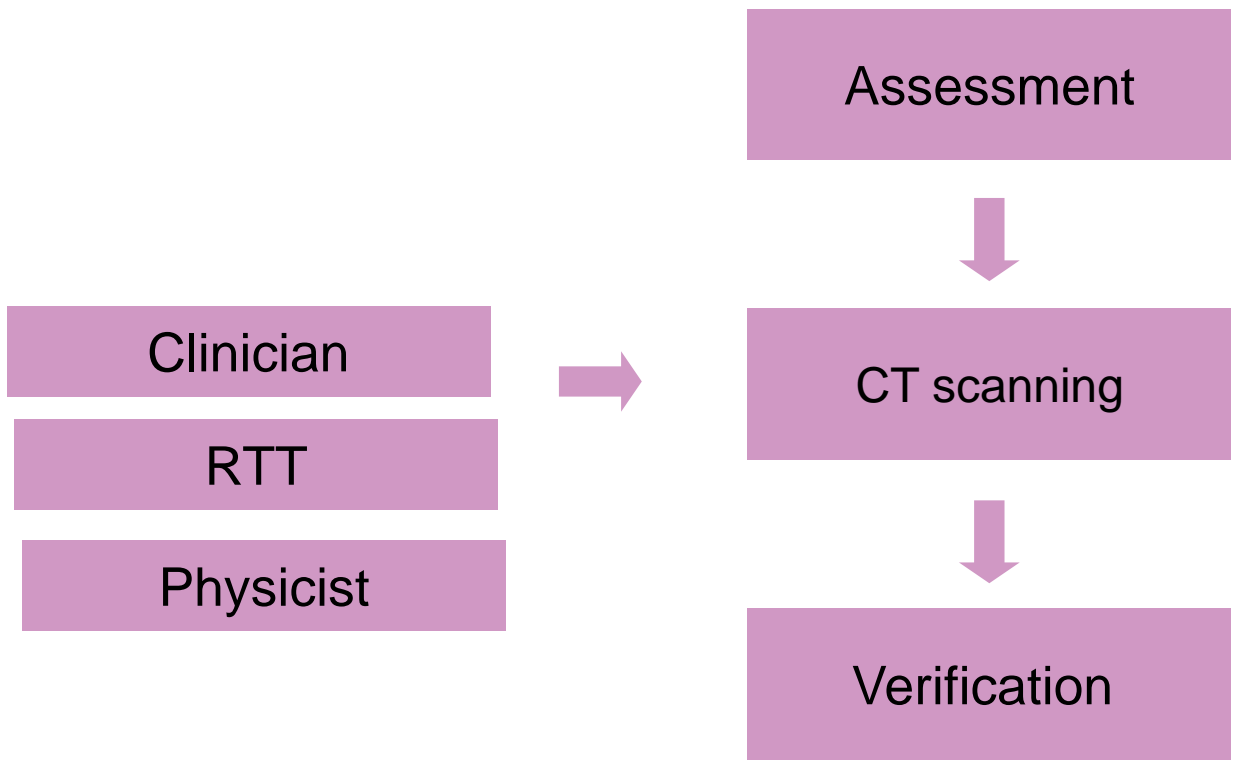 Clinician
RTT
Physicist
Assessment
CT scanning
Verification